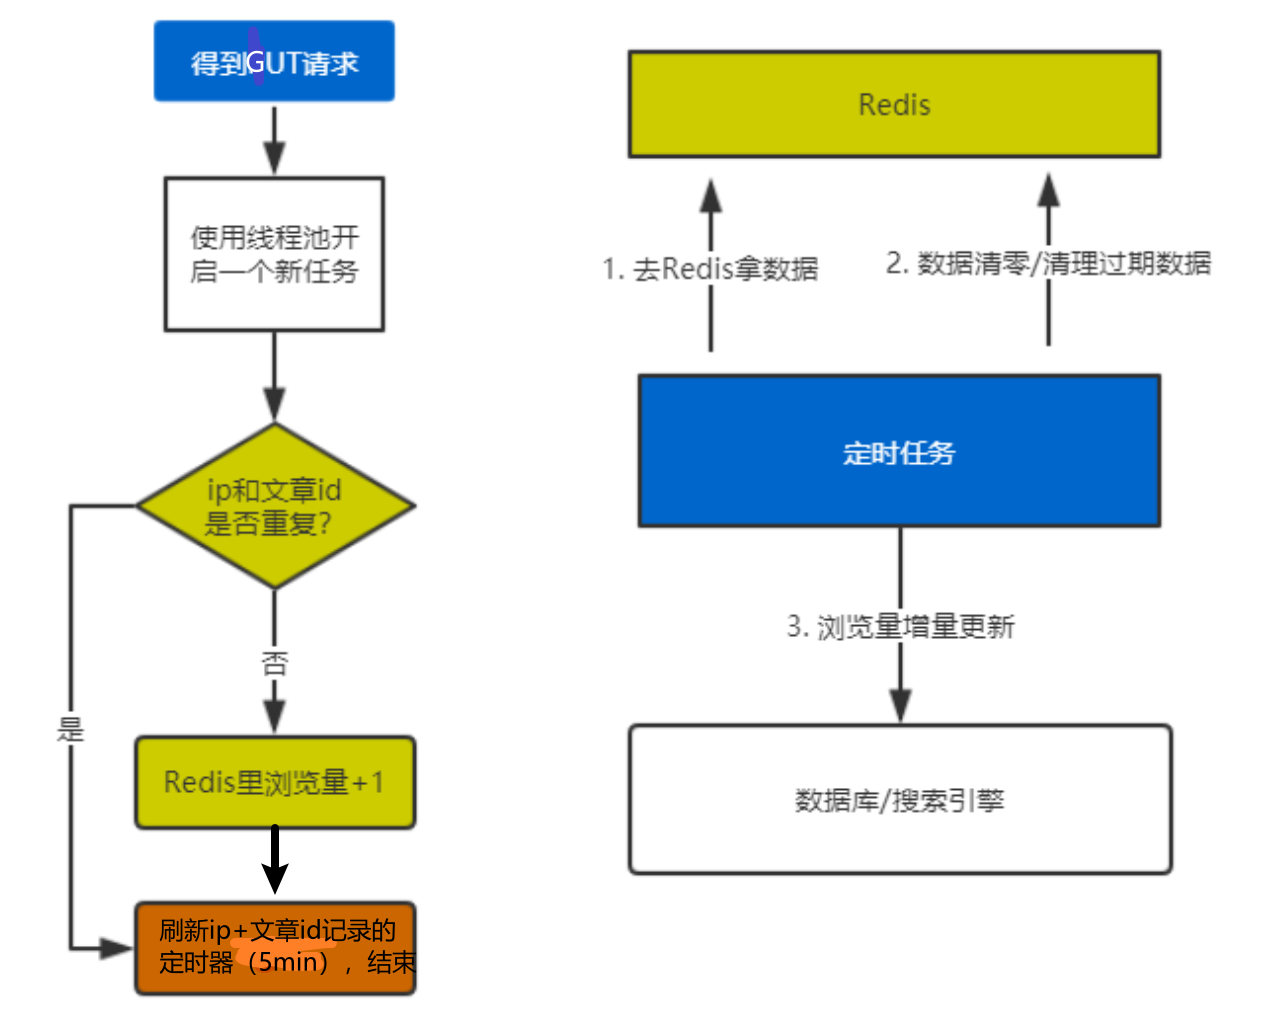 得到GUT请求
使用线程池开
启一个新任务
ip和文章id
是否重复?
否
是
Redis里浏览量+1
刷新ip+文章id记录的
定时器（5min），结束
Redis
1. 去Redis拿数据
2. 数据清零/清理过期数据
定时任务
3. 浏览量增量更新
数据库/搜索引擎